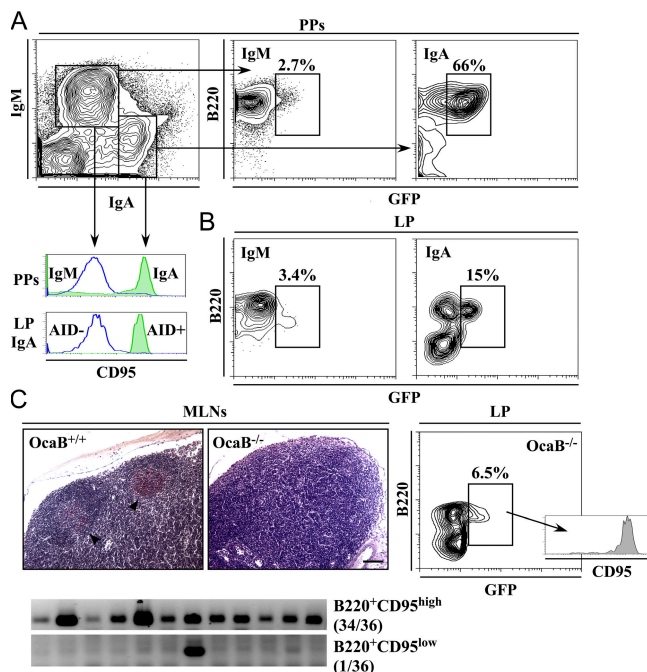 A
PPs
IgM
IgM
2.7%
IgA
66%
B220
IgA
GFP
PPs
IgM
IgA
LP
IgA
AID-
AID+
CD95
B
LP
IgM
3.4%
IgA
15%
B220
GFP
C
MLNs
OcaB+/+
OcaB-/-
LP
OcaB-/-
6.5%
B220
CD95
GFP
B220+CD95high
(34/36)
B220+CD95low
(1/36)